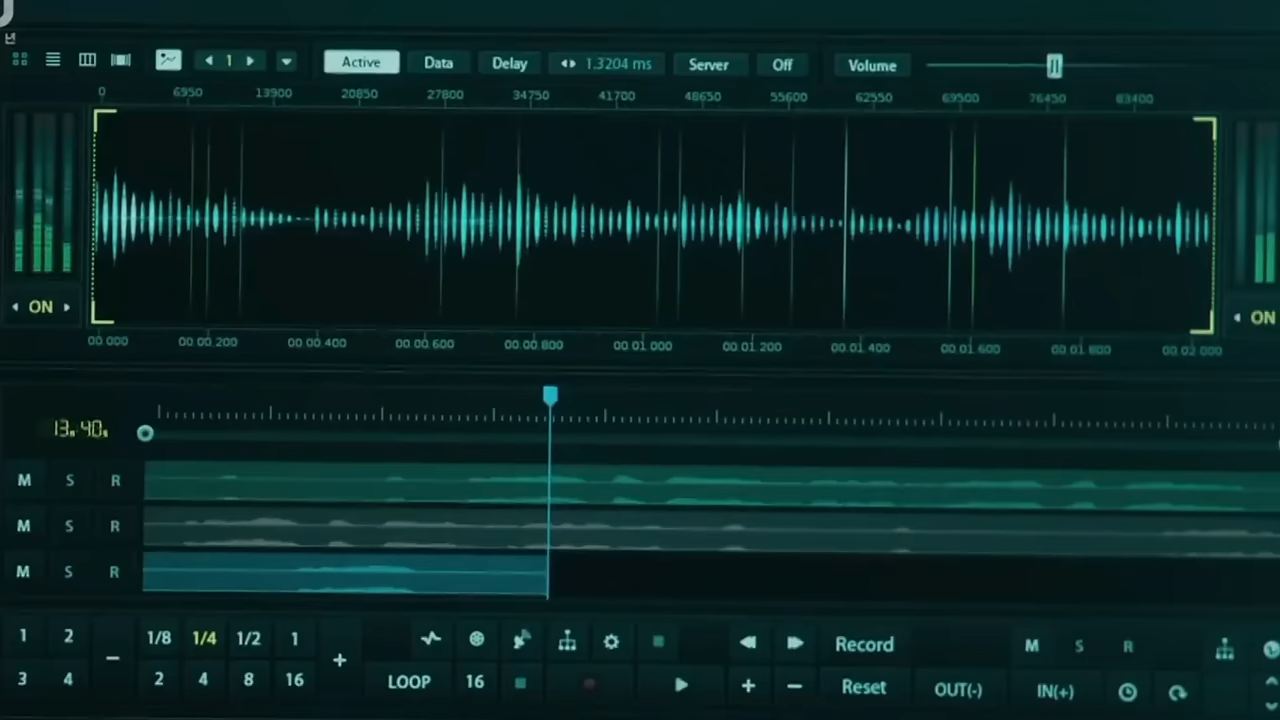 년
1 Active Data Delay 1.3204 ms Server Off Volume
0 6950 13900 20850 27800 34750 41700 48650 55600 62550 69500 76450 83400
ON ON
00 000 00.00.200 00 00.400 00 00.600 00 00.800 00 01 000 00.01.200 00 01.400 00 01.600 00 01 800 00 02 000
13s 40s
M S R
M S R
M S R
1 2 1/8 1/4 1/2 1 Record M S R
− +
3 4 2 4 8 16 LOOP 16 + − Reset OUT(-) IN(+)